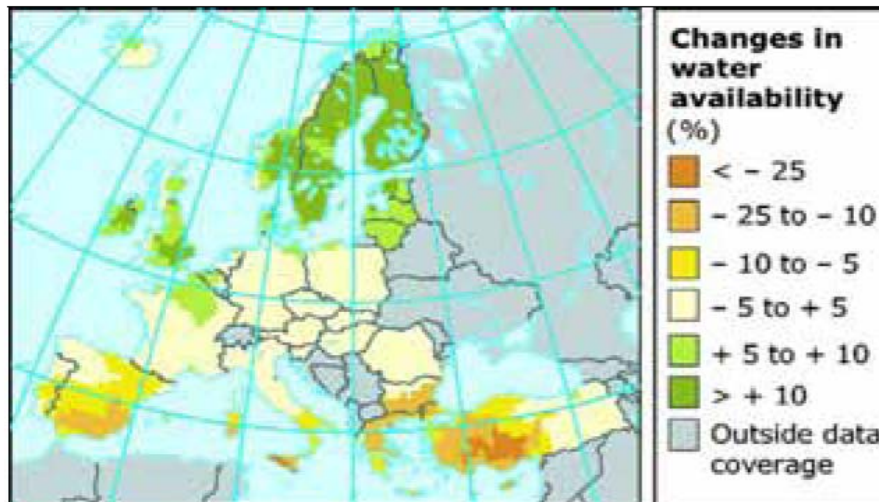 Changes in
water
availability
(%)
< – 25
– 25 to – 10
– 10 to – 5
– 5 to + 5
+ 5 to + 10
> + 10
Outside data
coverage